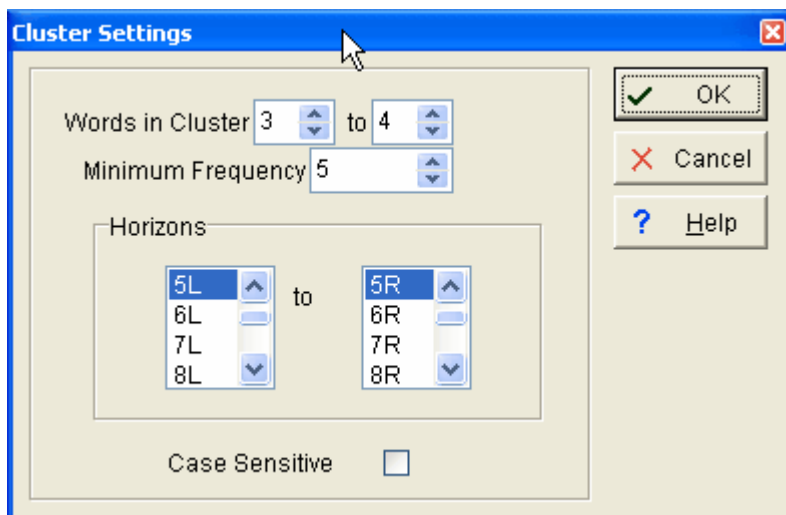 Cluster Settings
Words in Cluster 3 to 4
Minimum Frequency 5
Horizons
5L to 5R
6L 6R
7L 7R
8L 8R
Case Sensitive
OK
Cancel
? Help